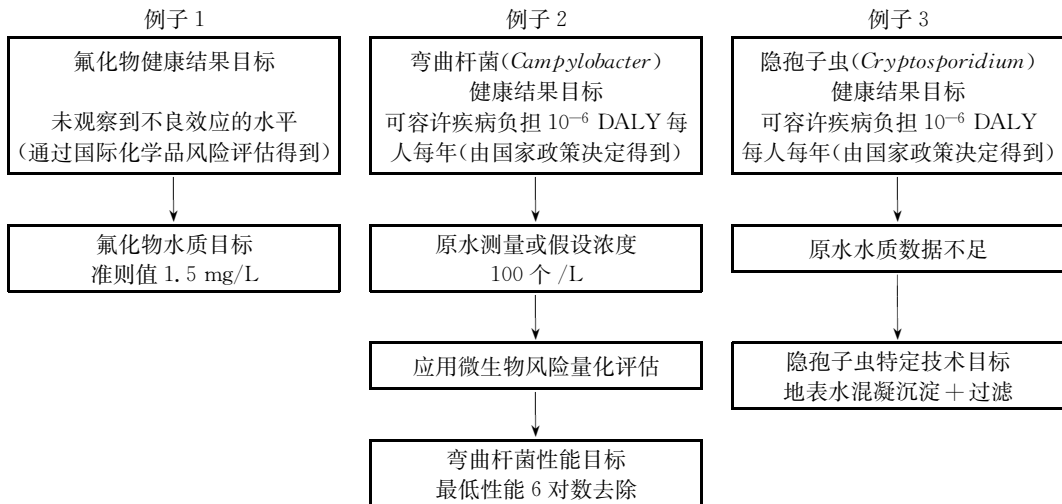 例子 1
氟化物健康结果目标
未观察到不良效应的水平
(通过国际化学品风险评估得到)
氟化物水质目标
准则值 1.5 mg/L
例子 2
弯曲杆菌(Campylobacter)
健康结果目标
可容许疾病负担 10⁻⁶ DALY 每
人每年(由国家政策决定得到)
原水测量或假设浓度
100 个 /L
应用微生物风险量化评估
弯曲杆菌性能目标
最低性能 6 对数去除
例子 3
隐孢子虫(Cryptosporidium)
健康结果目标
可容许疾病负担 10⁻⁶ DALY
每人每年(由国家政策决定得到)
原水水质数据不足
隐孢子虫特定技术目标
地表水混凝沉淀+过滤